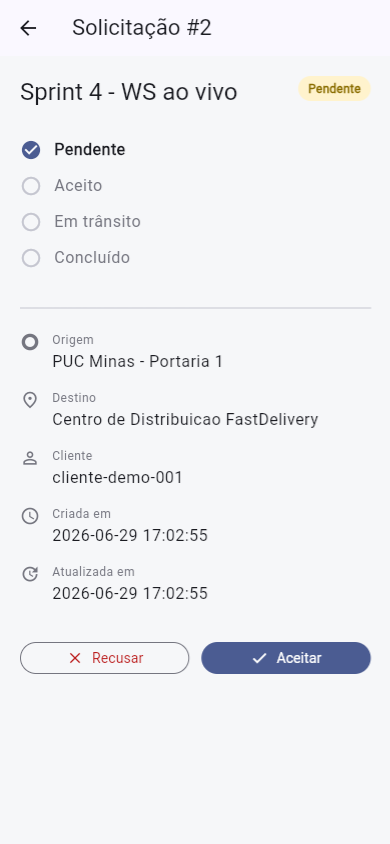 Solicitação #2
Sprint 4 - WS ao vivo
Pendente
Pendente
Aceito
Em trânsito
Concluído
Origem
PUC Minas - Portaria 1
Destino
Centro de Distribuicao FastDelivery
Cliente
cliente-demo-001
Criada em
2026-06-29 17:02:55
Atualizada em
2026-06-29 17:02:55
Recusar
Aceitar